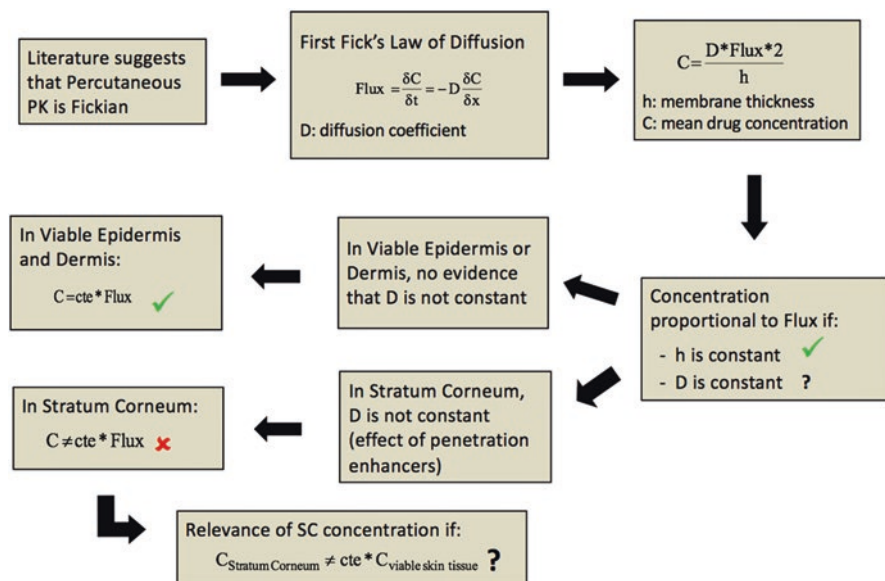 Literature suggests
that Percutaneous
PK is Fickian
First Fick's Law of Diffusion
Flux = δC/δt = −D δC/δx
D: diffusion coefficient
C = D*Flux*2/h
h: membrane thickness
C: mean drug concentration
Concentration
proportional to Flux if:
- h is constant ✓
- D is constant ?
In Viable Epidermis or
Dermis, no evidence
that D is not constant
In Viable Epidermis
and Dermis:
C=cte*Flux ✓
In Stratum Corneum,
D is not constant
(effect of penetration
enhancers)
In Stratum Corneum:
C≠cte*Flux ✘
Relevance of SC concentration if:
C Stratum Corneum ≠ cte* C viable skin tissue ?